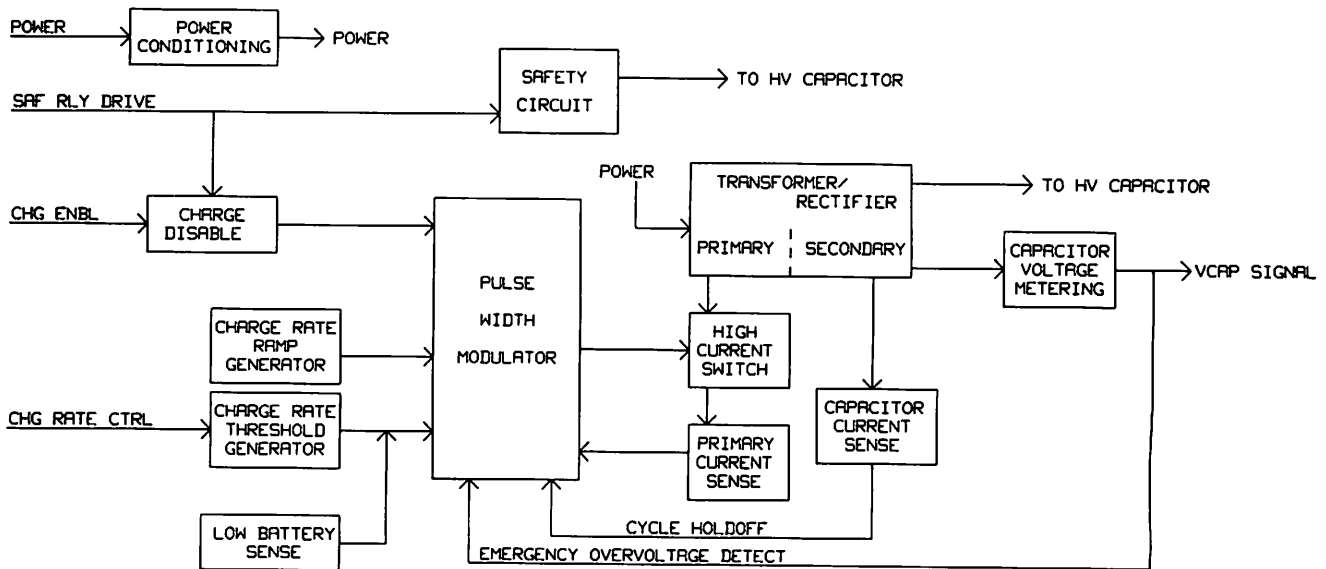 POWER
POWER
CONDITIONING
POWER
SAFETY
CIRCUIT
TO HV CAPACITOR
SAF RLY DRIVE
POWER
TRANSFORMER/
RECTIFIER
PRIMARY
SECONDARY
TO HV CAPACITOR
CHG ENBL
CHARGE
DISABLE
PULSE
WIDTH
MODULATOR
CAPACITOR
VOLTAGE
METERING
VCAP SIGNAL
CHARGE RATE
RAMP
GENERATOR
HIGH
CURRENT
SWITCH
CHG RATE CTRL
CHARGE RATE
THRESHOLD
GENERATOR
PRIMARY
CURRENT
SENSE
CAPACITOR
CURRENT
SENSE
LOW BATTERY
SENSE
CYCLE HOLDOFF
EMERGENCY OVERVOLTAGE DETECT